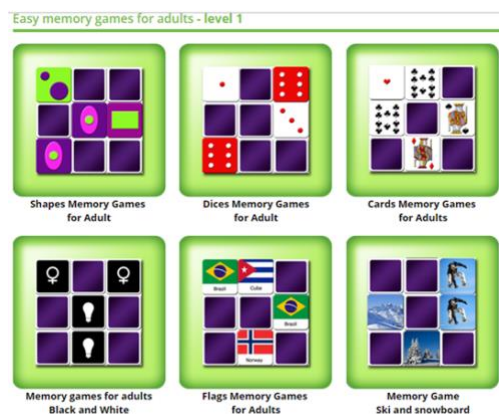 Easy memory games for adults - level 1
Shapes Memory Games
for Adult
Dices Memory Games
for Adult
Cards Memory Games
for Adults
Brasil
Cuba
Brasil
Norway
Memory games for adults
Black and White
Flags Memory Games
for Adults
Memory Game
Ski and snowboard